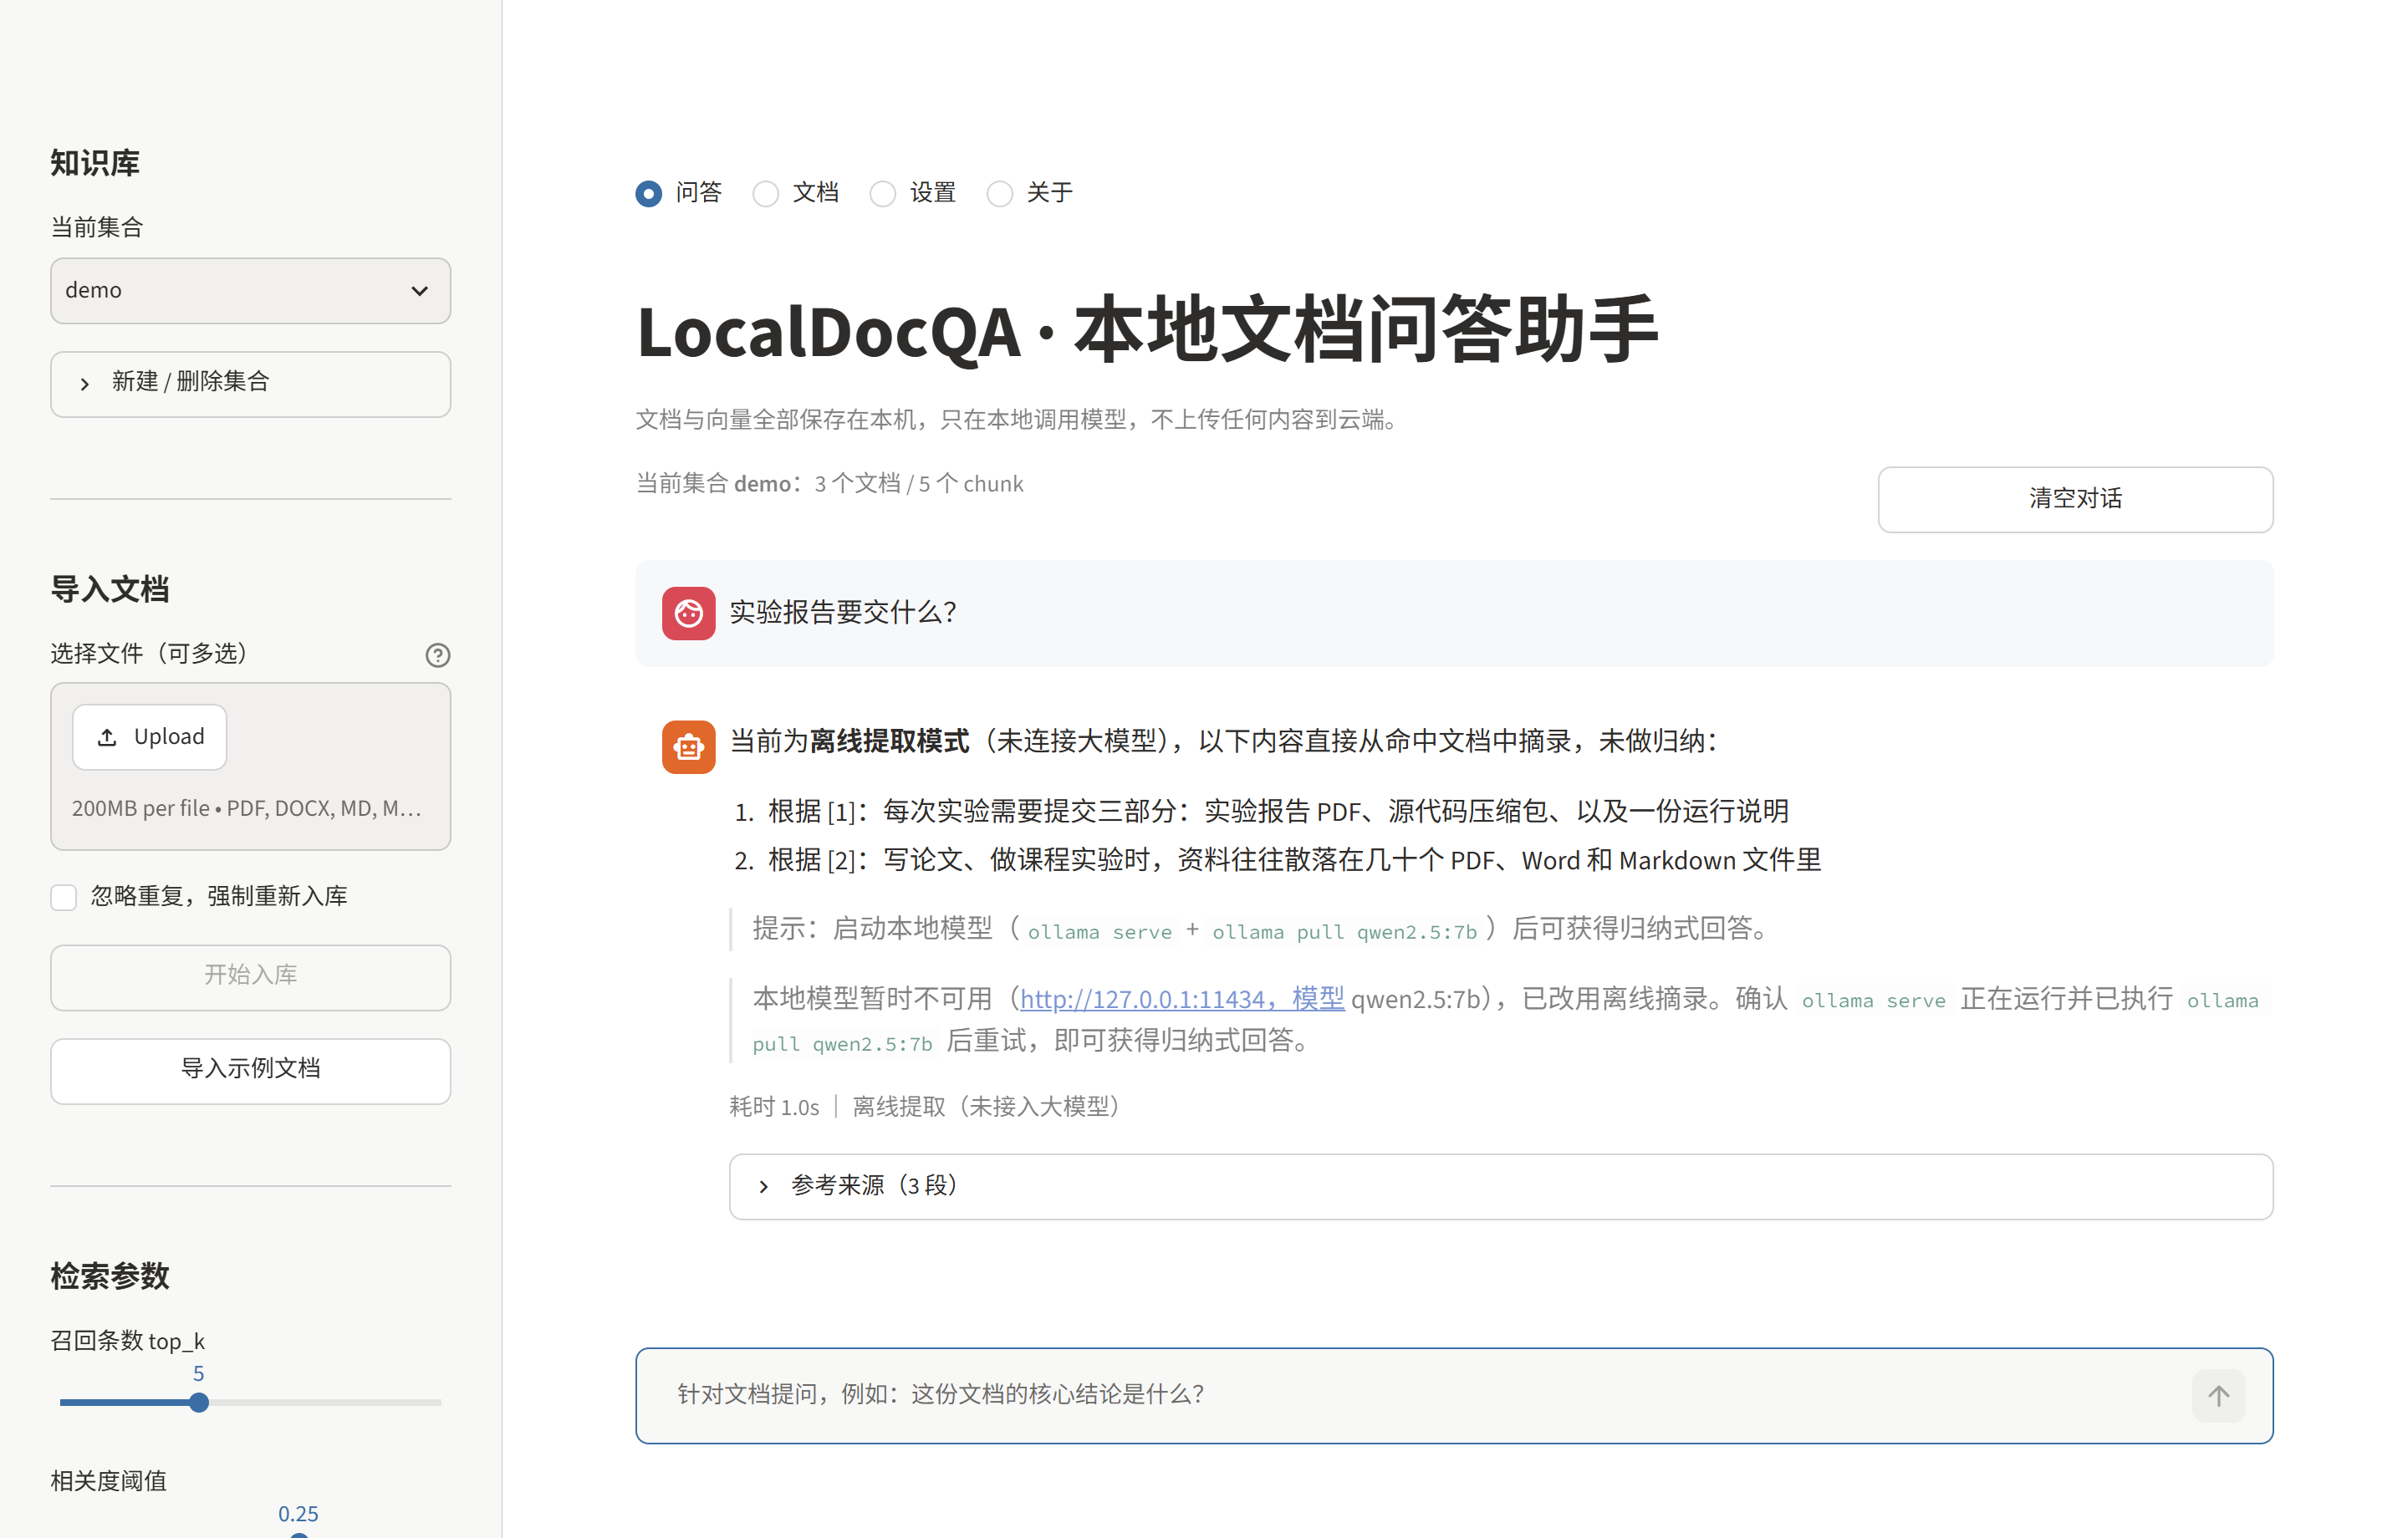 知识库
当前集合
demo
新建 / 删除集合
导入文档
选择文件（可多选）
Upload
200MB per file • PDF, DOCX, MD, M…
忽略重复，强制重新入库
开始入库
导入示例文档
检索参数
召回条数 top_k
5
相关度阈值
0.25
问答 文档 设置 关于
LocalDocQA · 本地文档问答助手
文档与向量全部保存在本机，只在本地调用模型，不上传任何内容到云端。
当前集合 demo：3 个文档 / 5 个 chunk
清空对话
实验报告要交什么？
当前为离线提取模式（未连接大模型），以下内容直接从命中文档中摘录，未做归纳：
1. 根据 [1]：每次实验需要提交三部分：实验报告 PDF、源代码压缩包、以及一份运行说明
2. 根据 [2]：写论文、做课程实验时，资料往往散落在几十个 PDF、Word 和 Markdown 文件里
提示：启动本地模型（ollama serve + ollama pull qwen2.5:7b）后可获得归纳式回答。
本地模型暂时不可用（http://127.0.0.1:11434，模型 qwen2.5:7b），已改用离线摘录。确认 ollama serve 正在运行并已执行 ollama
pull qwen2.5:7b 后重试，即可获得归纳式回答。
耗时 1.0s ｜ 离线提取（未接入大模型）
参考来源（3 段）
针对文档提问，例如：这份文档的核心结论是什么？